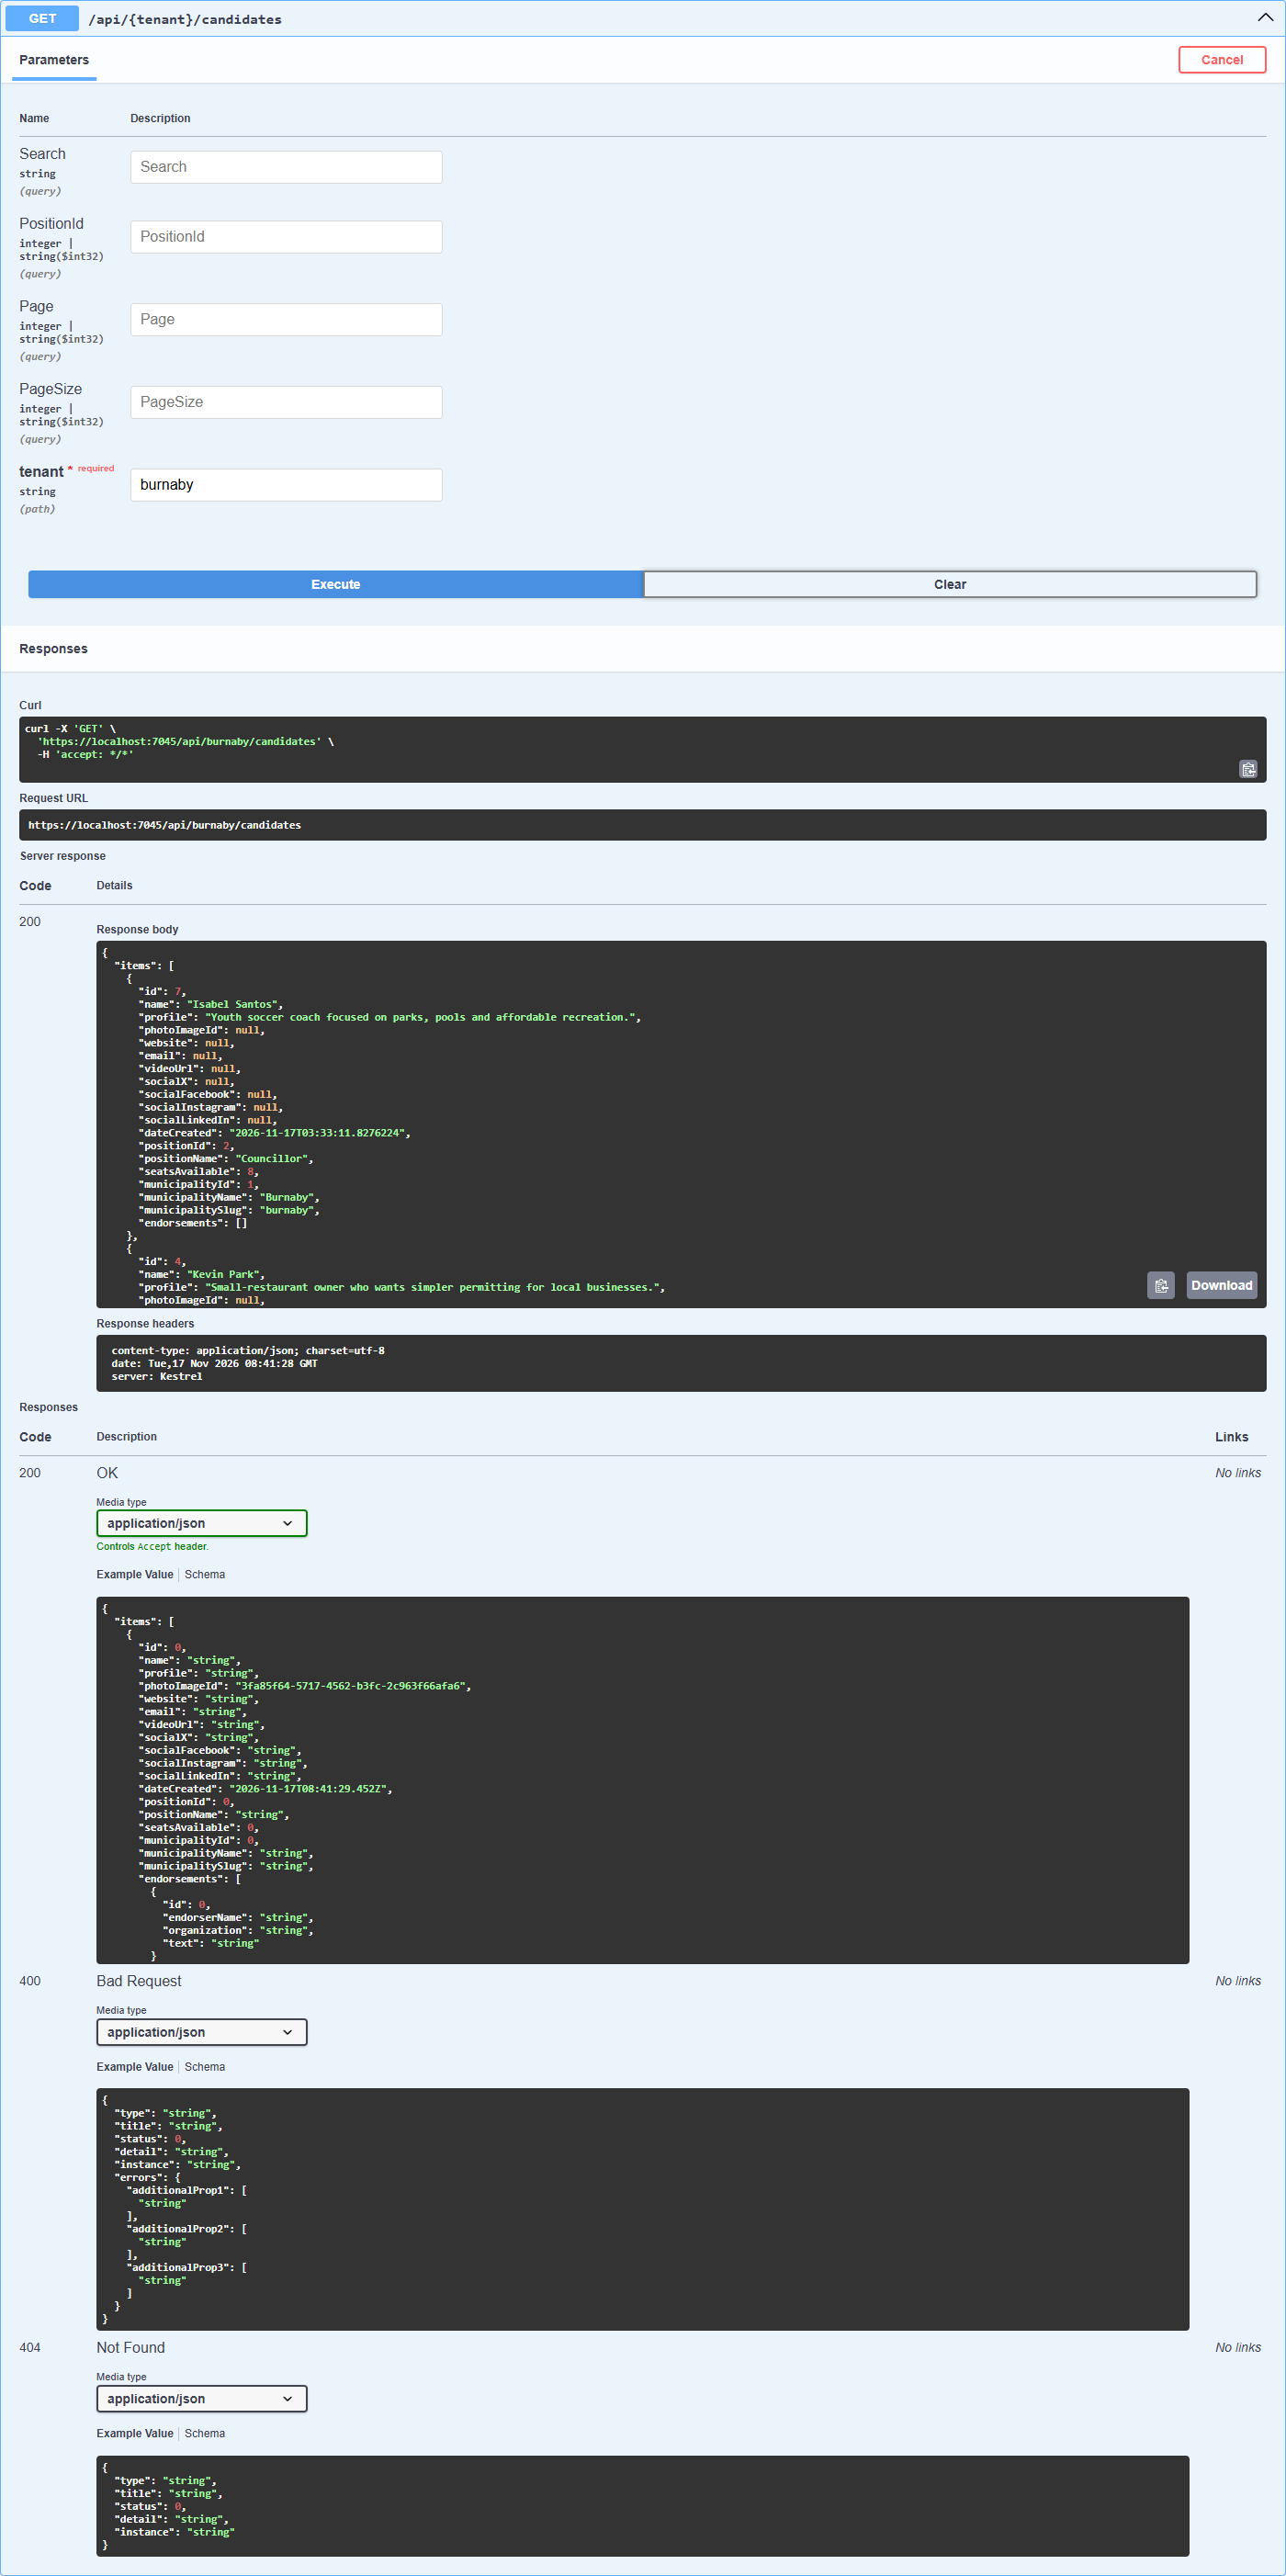 GET /api/{tenant}/candidates
Parameters
Cancel
Name Description
Search
string
(query)
Search
PositionId
integer |
string($int32)
(query)
PositionId
Page
integer |
string($int32)
(query)
Page
PageSize
integer |
string($int32)
(query)
PageSize
tenant * required
string
(path)
burnaby
Execute
Clear
Responses
Curl
curl -X 'GET' \
  'https://localhost:7045/api/burnaby/candidates' \
  -H 'accept: */*'
Request URL
https://localhost:7045/api/burnaby/candidates
Server response
Code Details
200
Response body
{
  "items": [
    {
      "id": 7,
      "name": "Isabel Santos",
      "profile": "Youth soccer coach focused on parks, pools and affordable recreation.",
      "photoImageId": null,
      "website": null,
      "email": null,
      "videoUrl": null,
      "socialX": null,
      "socialFacebook": null,
      "socialInstagram": null,
      "socialLinkedIn": null,
      "dateCreated": "2026-11-17T03:33:11.8276224",
      "positionId": 2,
      "positionName": "Councillor",
      "seatsAvailable": 8,
      "municipalityId": 1,
      "municipalityName": "Burnaby",
      "municipalitySlug": "burnaby",
      "endorsements": []
    },
    {
      "id": 4,
      "name": "Kevin Park",
      "profile": "Small-restaurant owner who wants simpler permitting for local businesses.",
      "photoImageId": null,
Download
Response headers
content-type: application/json; charset=utf-8
date: Tue,17 Nov 2026 08:41:28 GMT
server: Kestrel
Responses
Code Description Links
200 OK No links
Media type
application/json
Controls Accept header.
Example Value | Schema
{
  "items": [
    {
      "id": 0,
      "name": "string",
      "profile": "string",
      "photoImageId": "3fa85f64-5717-4562-b3fc-2c963f66afa6",
      "website": "string",
      "email": "string",
      "videoUrl": "string",
      "socialX": "string",
      "socialFacebook": "string",
      "socialInstagram": "string",
      "socialLinkedIn": "string",
      "dateCreated": "2026-11-17T08:41:29.452Z",
      "positionId": 0,
      "positionName": "string",
      "seatsAvailable": 0,
      "municipalityId": 0,
      "municipalityName": "string",
      "municipalitySlug": "string",
      "endorsements": [
        {
          "id": 0,
          "endorserName": "string",
          "organization": "string",
          "text": "string"
        }
400 Bad Request No links
Media type
application/json
Example Value | Schema
{
  "type": "string",
  "title": "string",
  "status": 0,
  "detail": "string",
  "instance": "string",
  "errors": {
    "additionalProp1": [
      "string"
    ],
    "additionalProp2": [
      "string"
    ],
    "additionalProp3": [
      "string"
    ]
  }
}
404 Not Found No links
Media type
application/json
Example Value | Schema
{
  "type": "string",
  "title": "string",
  "status": 0,
  "detail": "string",
  "instance": "string"
}